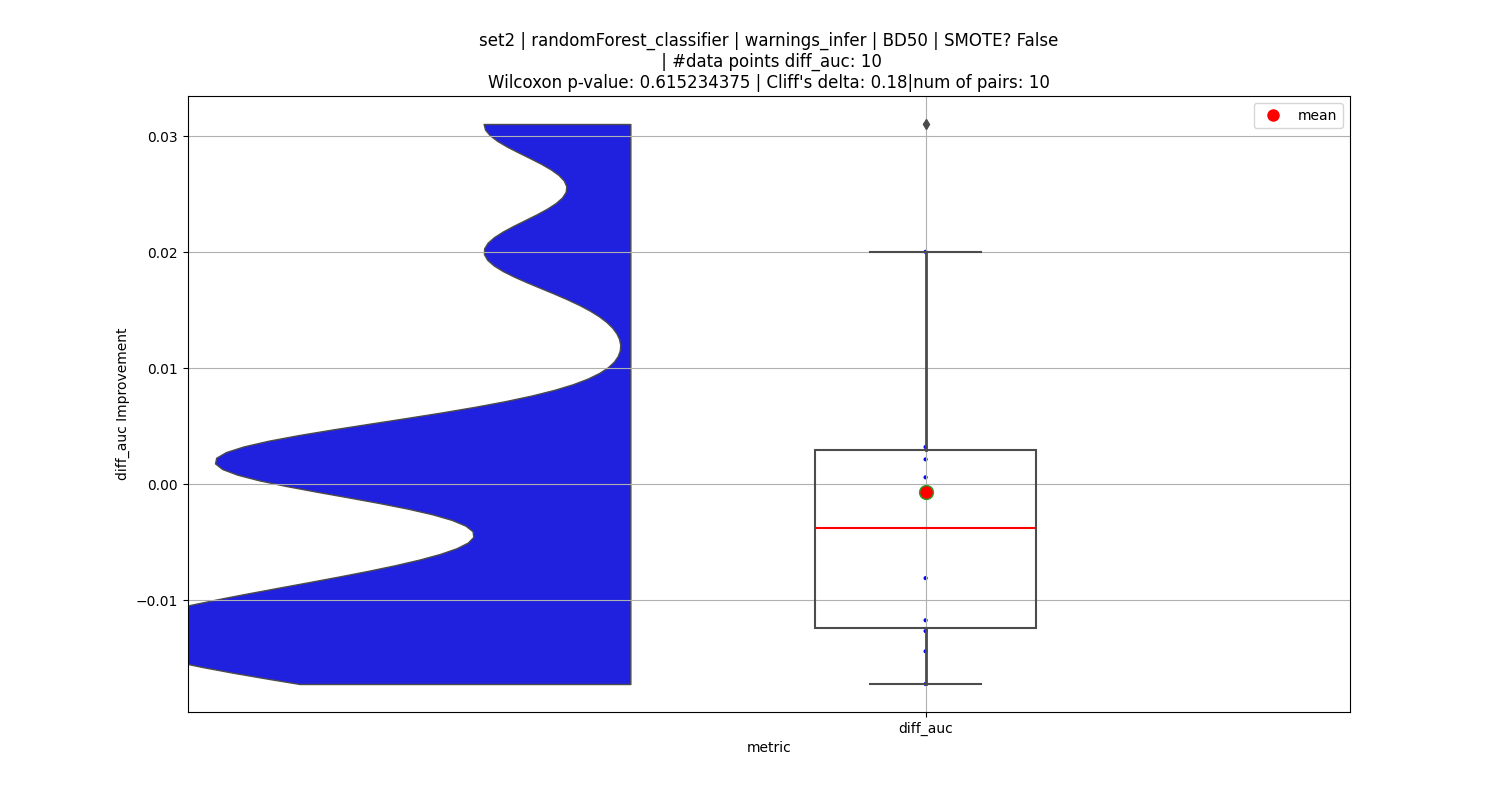 set2 | randomForest_classifier | warnings_infer | BD50 | SMOTE? False
| #data points diff_auc: 10
Wilcoxon p-value: 0.615234375 | Cliff's delta: 0.18|num of pairs: 10
mean
0.03
0.02
0.01
0.00
−0.01
diff_auc Improvement
diff_auc
metric